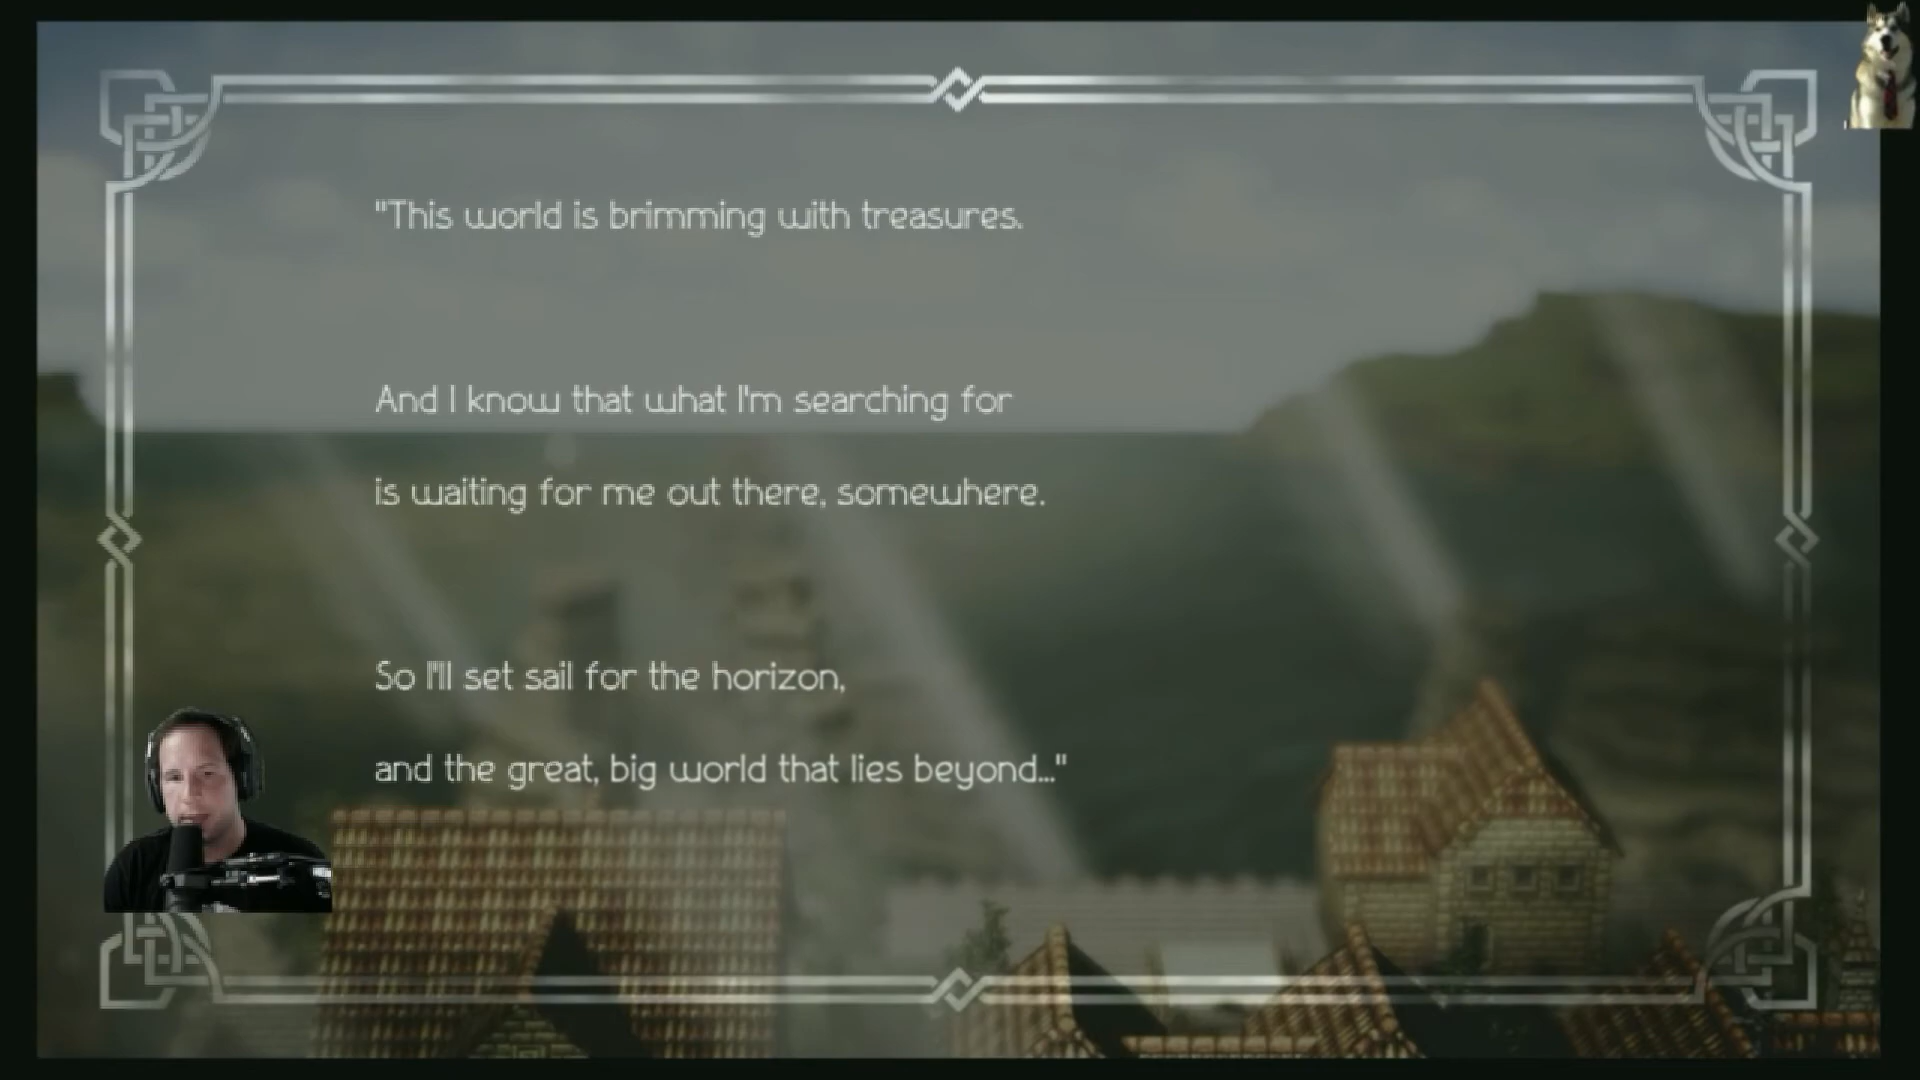 "This world is brimming with treasures.
And I know that what I'm searching for
is waiting for me out there, somewhere.
So I'll set sail for the horizon,
and the great, big world that lies beyond..."